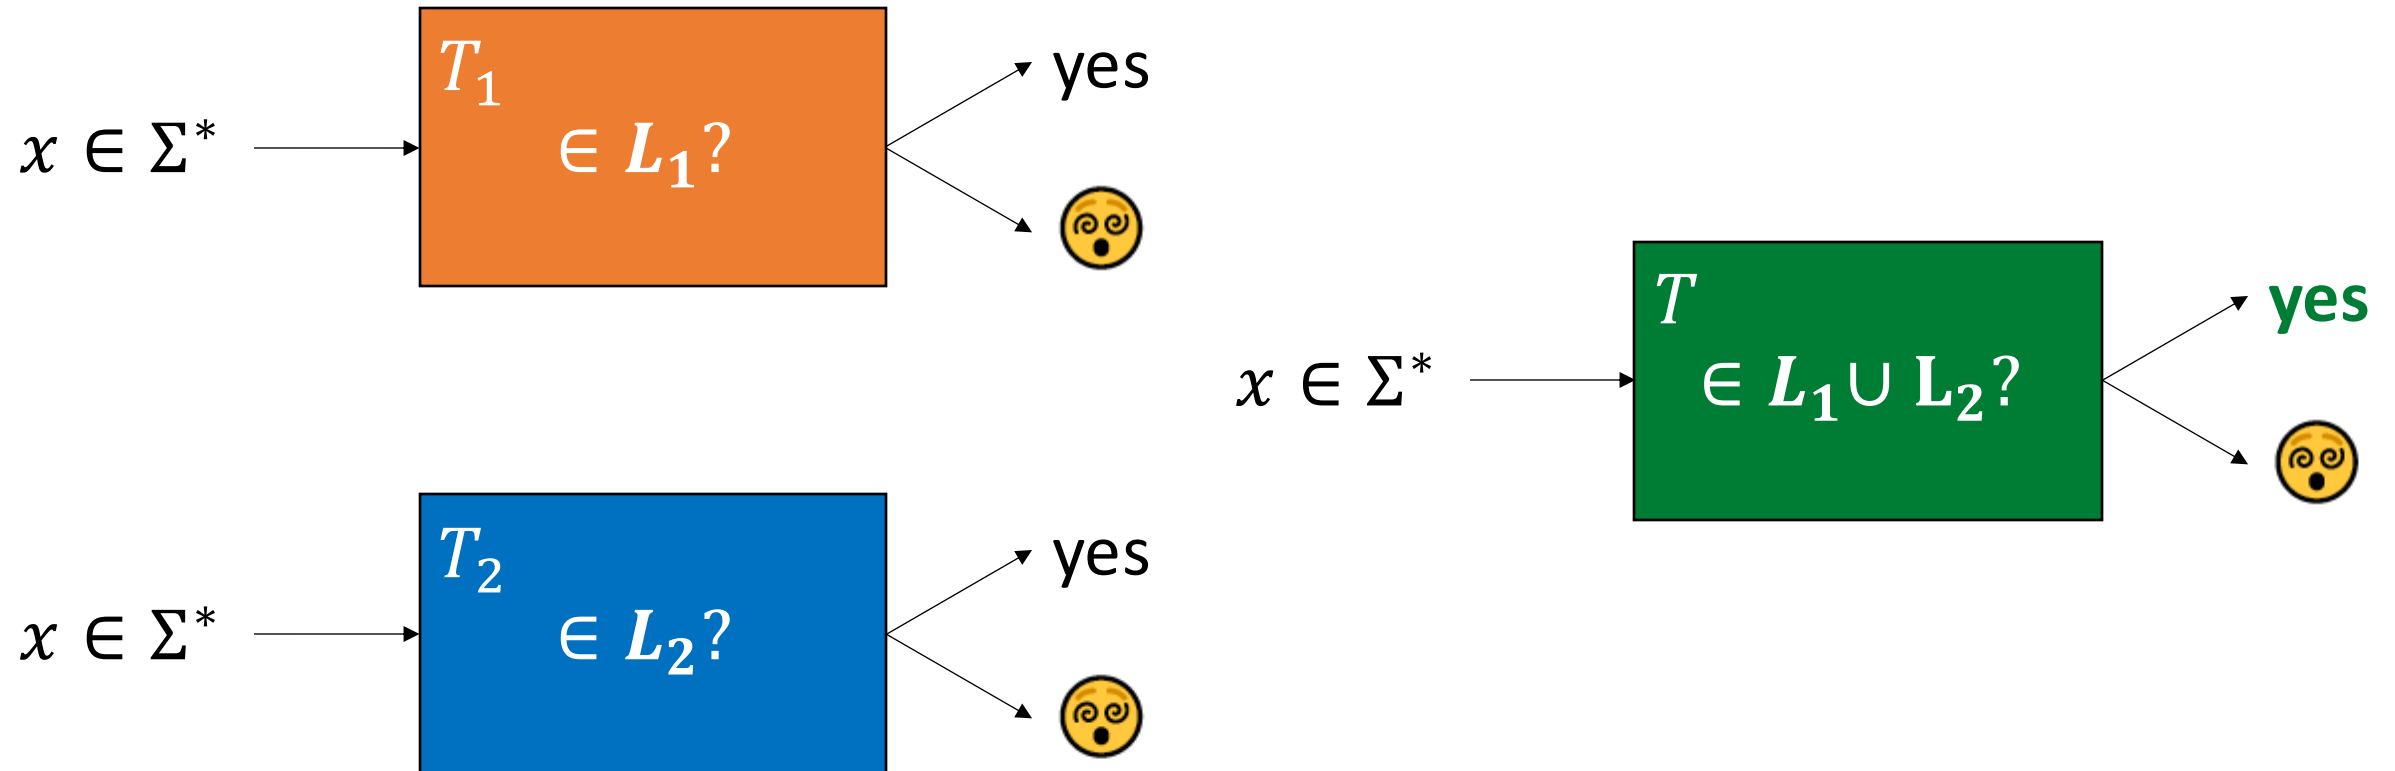 T₁
x ∈ Σ* ∈ L₁?
yes
T₂
x ∈ Σ* ∈ L₂?
yes
T
x ∈ Σ* ∈ L₁∪ L₂?
yes